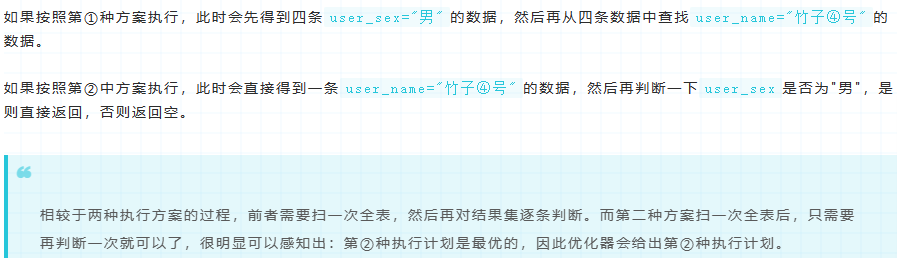 如果按照第①种方案执行，此时会先得到四条 user_sex="男" 的数据，然后再从四条数据中查找 user_name="竹子④号" 的
数据。
如果按照第②中方案执行，此时会直接得到一条 user_name="竹子④号" 的数据，然后再判断一下 user_sex 是否为"男"，是
则直接返回，否则返回空。
❝
相较于两种执行方案的过程，前者需要扫一次全表，然后再对结果集逐条判断。而第二种方案扫一次全表后，只需要
再判断一次就可以了，很明显可以感知出：第②种执行计划是最优的，因此优化器会给出第②种执行计划。